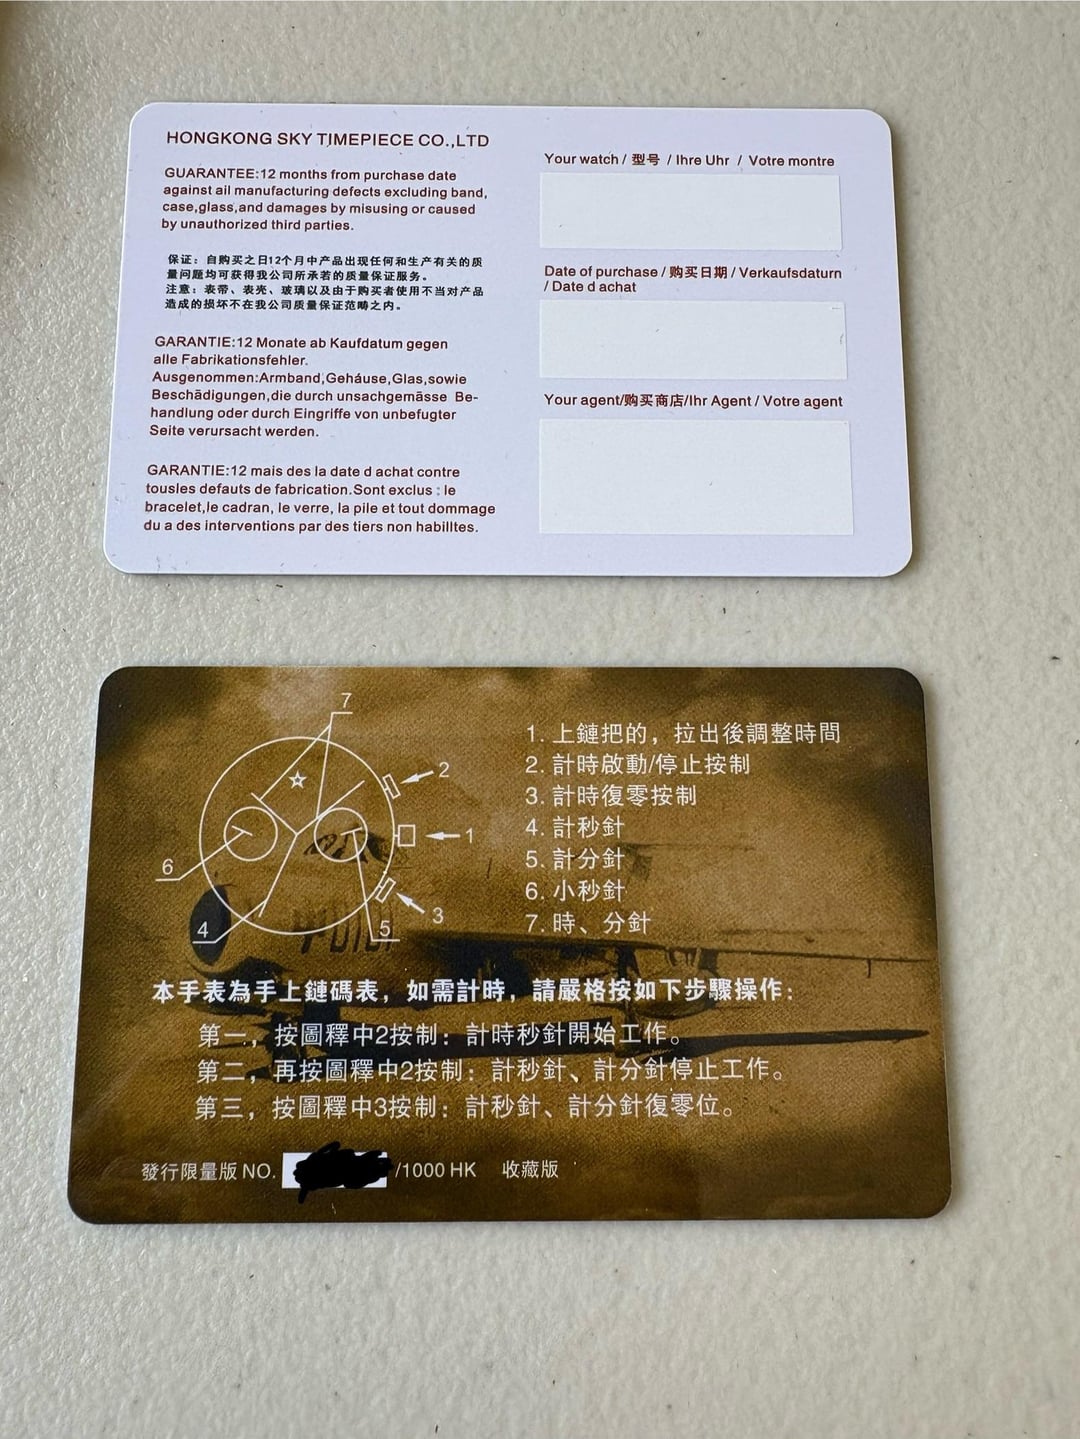 HONGKONG SKY TIMEPIECE CO.,LTD
GUARANTEE:12 months from purchase date
against ail manufacturing defects excluding band,
case,glass,and damages by misusing or caused
by unauthorized third parties.
保证：自购买之日12个月中产品出现任何和生产有关的质
量问题均可获得我公司所承若的质量保证服务。
注意：表带、表壳、玻璃以及由于购买者使用不当对产品
造成的损坏不在我公司质量保证范畴之内。
GARANTIE:12 Monate ab Kaufdatum gegen
alle Fabrikationsfehler.
Ausgenommen:Armband,Geháuse,Glas,sowie
Beschādigungen,die durch unsachgemässe Be-
handlung oder durch Eingriffe von unbefugter
Seite verursacht werden.
GARANTIE:12 mais des la date d achat contre
tousles defauts de fabrication.Sont exclus : le
bracelet,le cadran, le verre, la pile et tout dommage
du a des interventions par des tiers non habilltes.
Your watch / 型号 / Ihre Uhr / Votre montre
Date of purchase / 购买日期 / Verkaufsdaturn
/ Date d achat
Your agent/购买商店/Ihr Agent / Votre agent
7
2
1
6
3
4
5
1. 上鏈把的，拉出後調整時間
2. 計時啟動/停止按制
3. 計時復零按制
4. 計秒針
5. 計分針
6. 小秒針
7. 時、分針
本手表為手上鏈碼表，如需計時，請嚴格按如下步驟操作：
第一，按圖釋中2按制：計時秒針開始工作。
第二，再按圖釋中2按制：計秒針、計分針停止工作。
第三，按圖釋中3按制：計秒針、計分針復零位。
發行限量版 NO. /1000 HK 收藏版